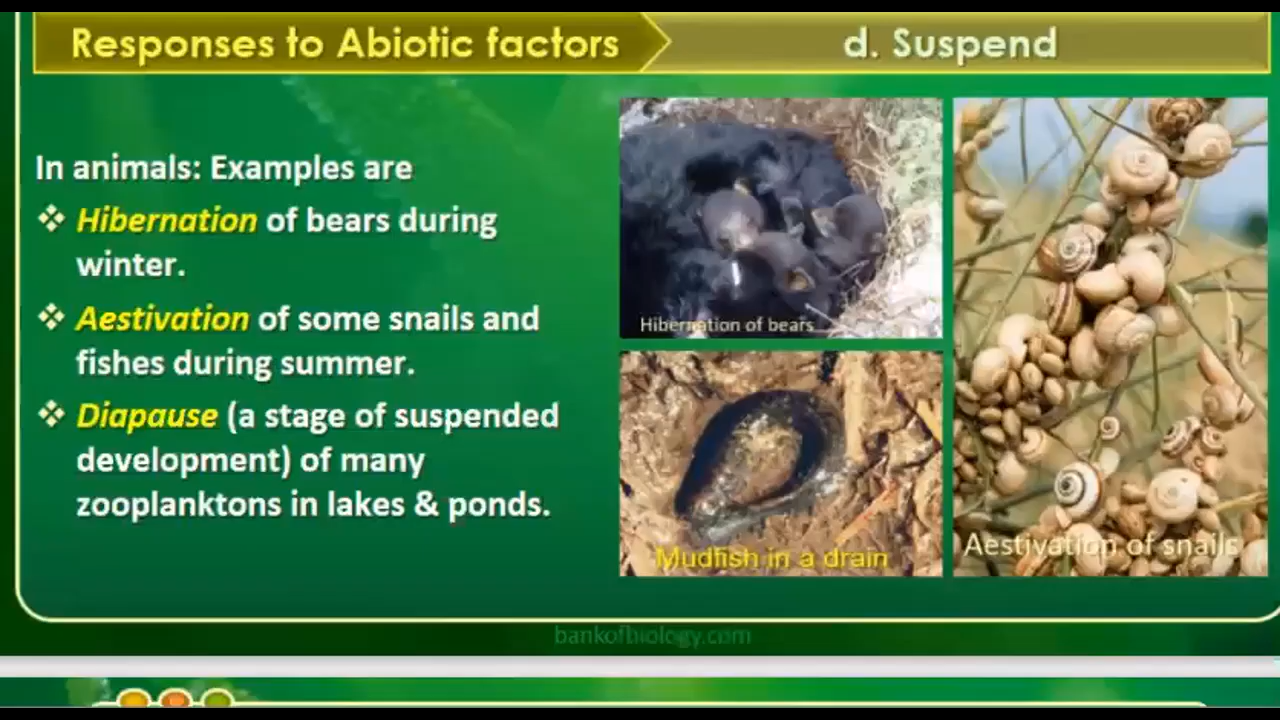 Responses to Abiotic factors
d. Suspend
In animals: Examples are
❖ Hibernation of bears during
winter.
❖ Aestivation of some snails and
fishes during summer.
❖ Diapause (a stage of suspended
development) of many
zooplanktons in lakes & ponds.
Hibernation of bears
Mudfish in a drain
Aestivation of snails
bankofbiology.com